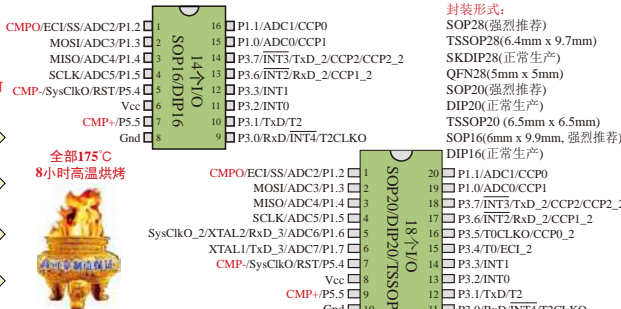 CMPO/ECI/SS/ADC2/P1.2 1
MOSI/ADC3/P1.3 2
MISO/ADC4/P1.4 3
SCLK/ADC5/P1.5 4
CMP-/SysClkO/RST/P5.4 5
Vcc 6
CMP+/P5.5 7
Gnd 8
SOP16/DIP16
14个I/O
16 P1.1/ADC1/CCP0
15 P1.0/ADC0/CCP1
14 P3.7/INT3/TxD_2/CCP2/CCP2_2
13 P3.6/INT2/RxD_2/CCP1_2
12 P3.3/INT1
11 P3.2/INT0
10 P3.1/TxD/T2
9 P3.0/RxD/INT4/T2CLKO
封装形式:
SOP28(强烈推荐)
TSSOP28(6.4mm x 9.7mm)
SKDIP28(正常生产)
QFN28(5mm x 5mm)
SOP20(强烈推荐)
DIP20(正常生产)
TSSOP20 (6.5mm x 6.5mm)
SOP16(6mm x 9.9mm, 强烈推荐)
DIP16(正常生产)
全部175℃
8小时高温烘烤
CMPO/ECI/SS/ADC2/P1.2 1
MOSI/ADC3/P1.3 2
MISO/ADC4/P1.4 3
SCLK/ADC5/P1.5 4
SysClkO_2/XTAL2/RxD_3/ADC6/P1.6 5
XTAL1/TxD_3/ADC7/P1.7 6
CMP-/SysClkO/RST/P5.4 7
Vcc 8
CMP+/P5.5 9
Gnd 10
SOP20/DIP20/TSSOP
18个I/O
20 P1.1/ADC1/CCP0
19 P1.0/ADC0/CCP1
18 P3.7/INT3/TxD_2/CCP2/CCP2_2
17 P3.6/INT2/RxD_2/CCP1_2
16 P3.5/T0CLKO/CCP0_2
15 P3.4/T0/ECI_2
14 P3.3/INT1
13 P3.2/INT0
12 P3.1/TxD/T2
11 P3.0/RxD/INT4/T2CLKO